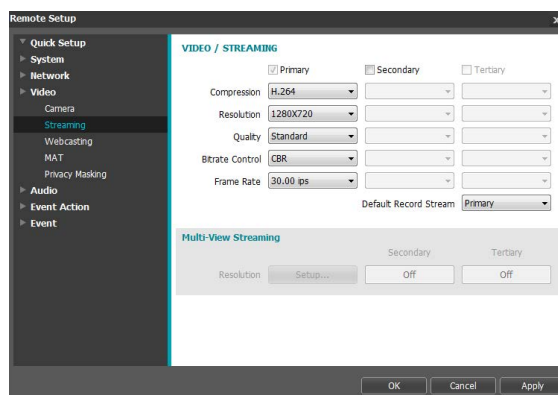 Remote Setup
Quick Setup
System
Network
Video
Camera
Streaming
Webcasting
MAT
Privacy Masking
Audio
Event Action
Event
VIDEO / STREAMING
Primary Secondary Tertiary
Compression H.264
Resolution 1280X720
Quality Standard
Bitrate Control CBR
Frame Rate 30.00 ips
Default Record Stream Primary
Multi-View Streaming
Secondary Tertiary
Resolution Setup... Off Off
OK Cancel Apply